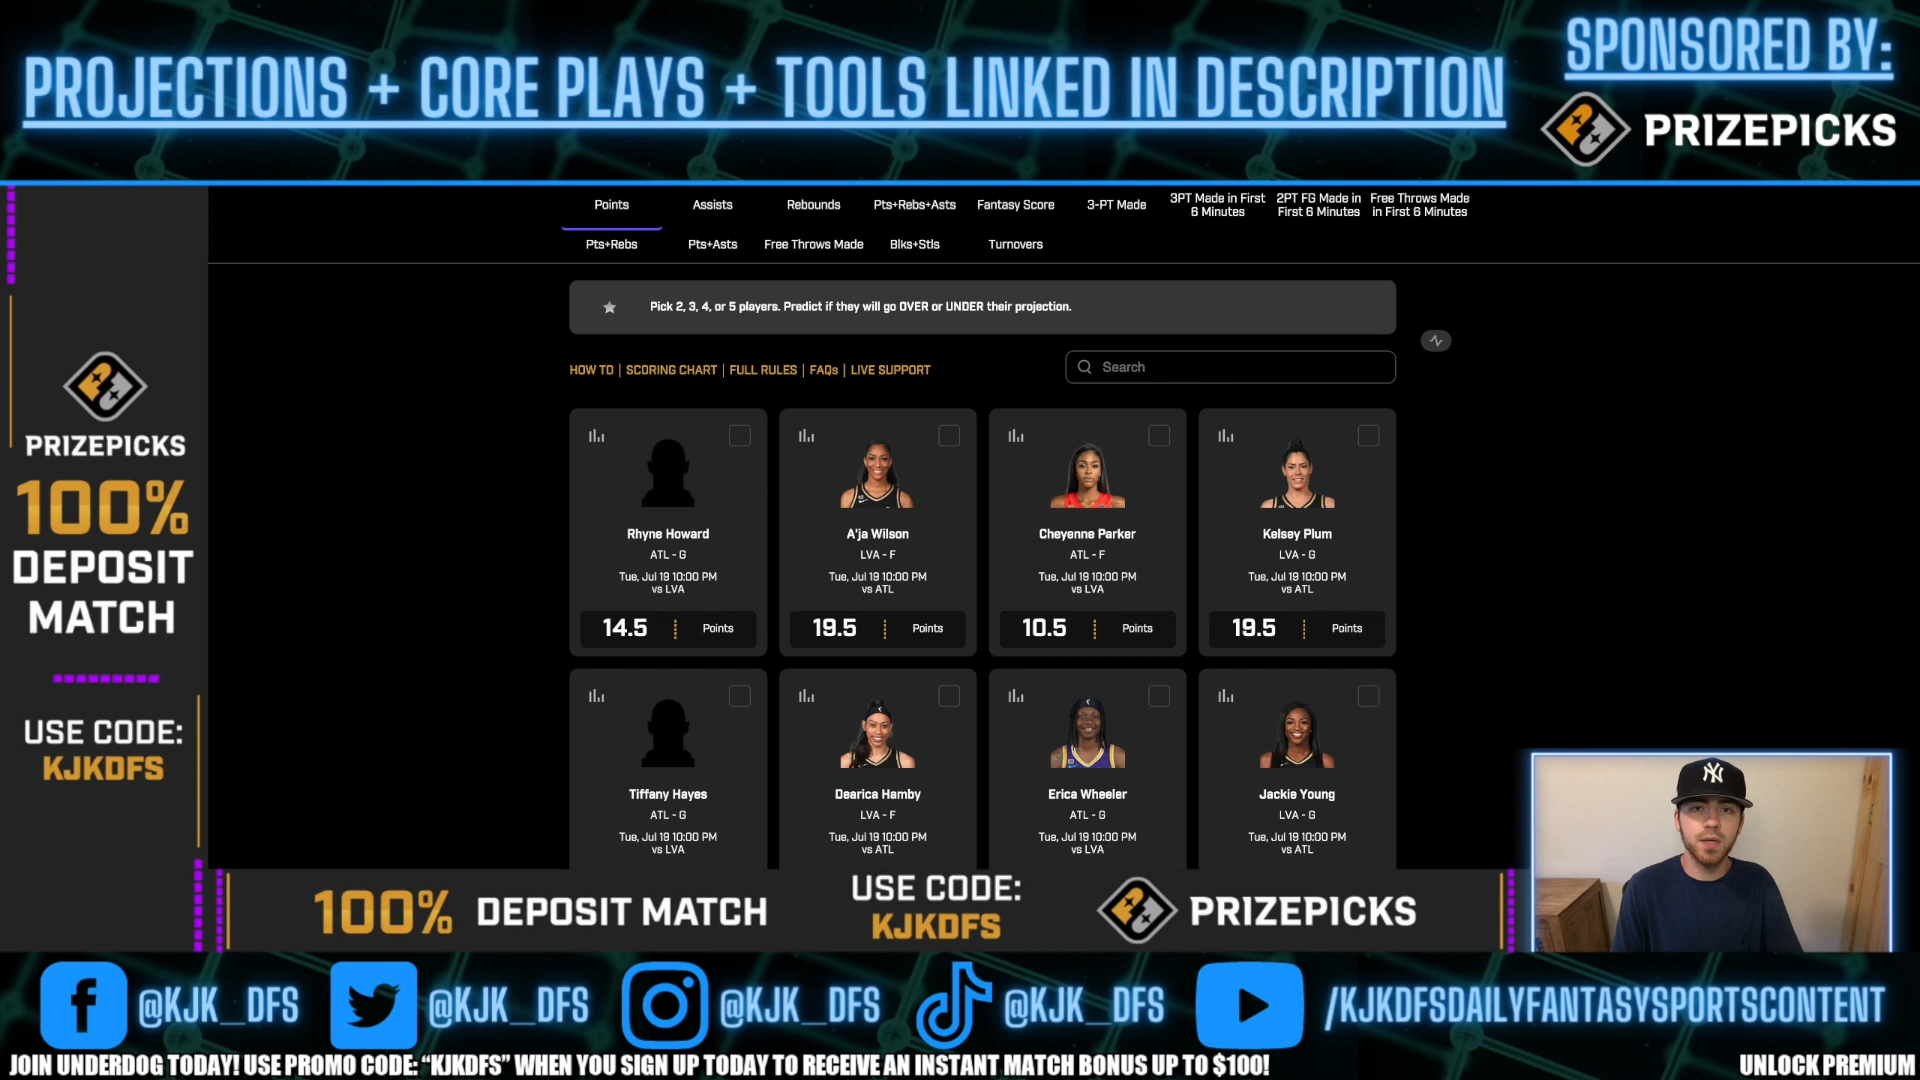 PROJECTIONS + CORE PLAYS + TOOLS LINKED IN DESCRIPTION
SPONSORED BY:
PRIZEPICKS
Points
Assists
Rebounds
Pts+Rebs+Asts
Fantasy Score
3-PT Made
3PT Made in First
6 Minutes
2PT FG Made in
First 6 Minutes
Free Throws Made
in First 6 Minutes
Pts+Rebs
Pts+Asts
Free Throws Made
Blks+Stls
Turnovers
Pick 2, 3, 4, or 5 players. Predict if they will go OVER or UNDER their projection.
HOW TO | SCORING CHART | FULL RULES | FAQs | LIVE SUPPORT
Search
PRIZEPICKS
100%
DEPOSIT
MATCH
USE CODE:
KJKDFS
Rhyne Howard
ATL - G
Tue, Jul 19 10:00 PM
vs LVA
14.5
Points
A'ja Wilson
LVA - F
Tue, Jul 19 10:00 PM
vs ATL
19.5
Points
Cheyenne Parker
ATL - F
Tue, Jul 19 10:00 PM
vs LVA
10.5
Points
Kelsey Plum
LVA - G
Tue, Jul 19 10:00 PM
vs ATL
19.5
Points
Tiffany Hayes
ATL - G
Tue, Jul 19 10:00 PM
vs LVA
Dearica Hamby
LVA - F
Tue, Jul 19 10:00 PM
vs ATL
Erica Wheeler
ATL - G
Tue, Jul 19 10:00 PM
vs LVA
Jackie Young
LVA - G
Tue, Jul 19 10:00 PM
vs ATL
NY
100% DEPOSIT MATCH
USE CODE:
KJKDFS
PRIZEPICKS
@KJK_DFS
@KJK_DFS
@KJK_DFS
@KJK_DFS
/KJKDFSDAILYFANTASYSPORTSCONTENT
JOIN UNDERDOG TODAY! USE PROMO CODE: “KJKDFS” WHEN YOU SIGN UP TODAY TO RECEIVE AN INSTANT MATCH BONUS UP TO $100!
UNLOCK PREMIUM